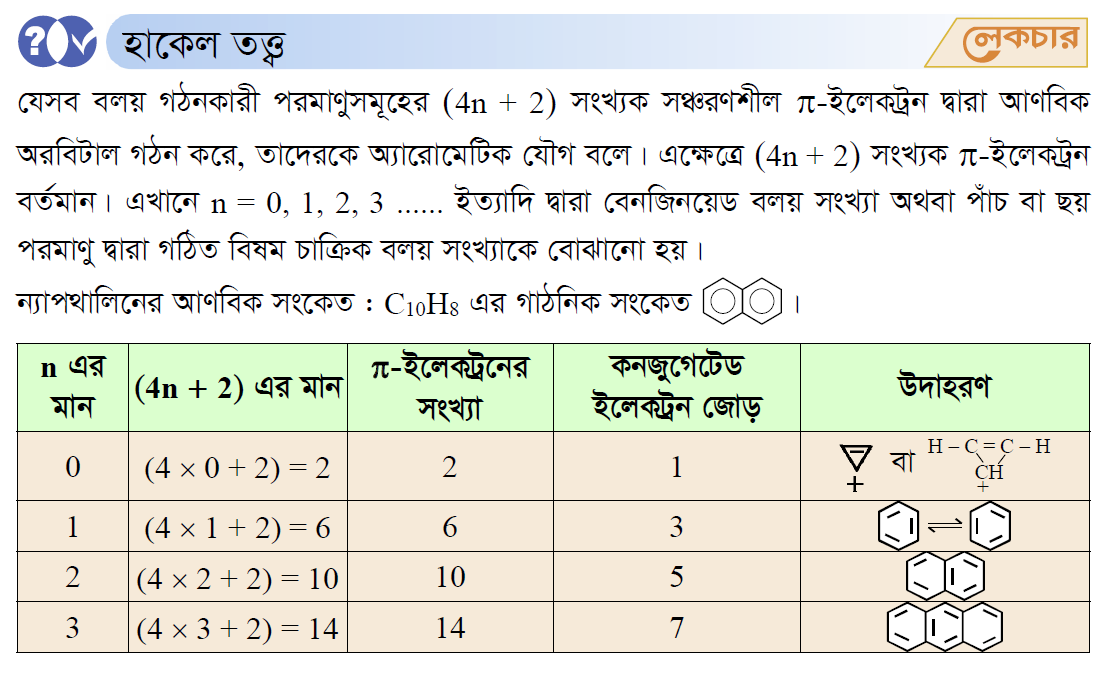 হাকেল তত্ত্ব
লেকচার
যেসব বলয় গঠনকারী পরমাণুসমূহের (4n + 2) সংখ্যক সঞ্চরণশীল π-ইলেকট্রন দ্বারা আণবিক
অরবিটাল গঠন করে, তাদেরকে অ্যারোমেটিক যৌগ বলে। এক্ষেত্রে (4n + 2) সংখ্যক π-ইলেকট্রন
বর্তমান। এখানে n = 0, 1, 2, 3 ...... ইত্যাদি দ্বারা বেনজিনয়েড বলয় সংখ্যা অথবা পাঁচ বা ছয়
পরমাণু দ্বারা গঠিত বিষম চাক্রিক বলয় সংখ্যাকে বোঝানো হয়।
ন্যাপথালিনের আণবিক সংকেত : C₁₀H₈ এর গাঠনিক সংকেত ।
n এর মান (4n + 2) এর মান π-ইলেকট্রনের সংখ্যা কনজুগেটেড ইলেকট্রন জোড় উদাহরণ
0 (4 × 0 + 2) = 2 2 1 + বা H – C = C – H CH +
1 (4 × 1 + 2) = 6 6 3 ⇌
2 (4 × 2 + 2) = 10 10 5
3 (4 × 3 + 2) = 14 14 7